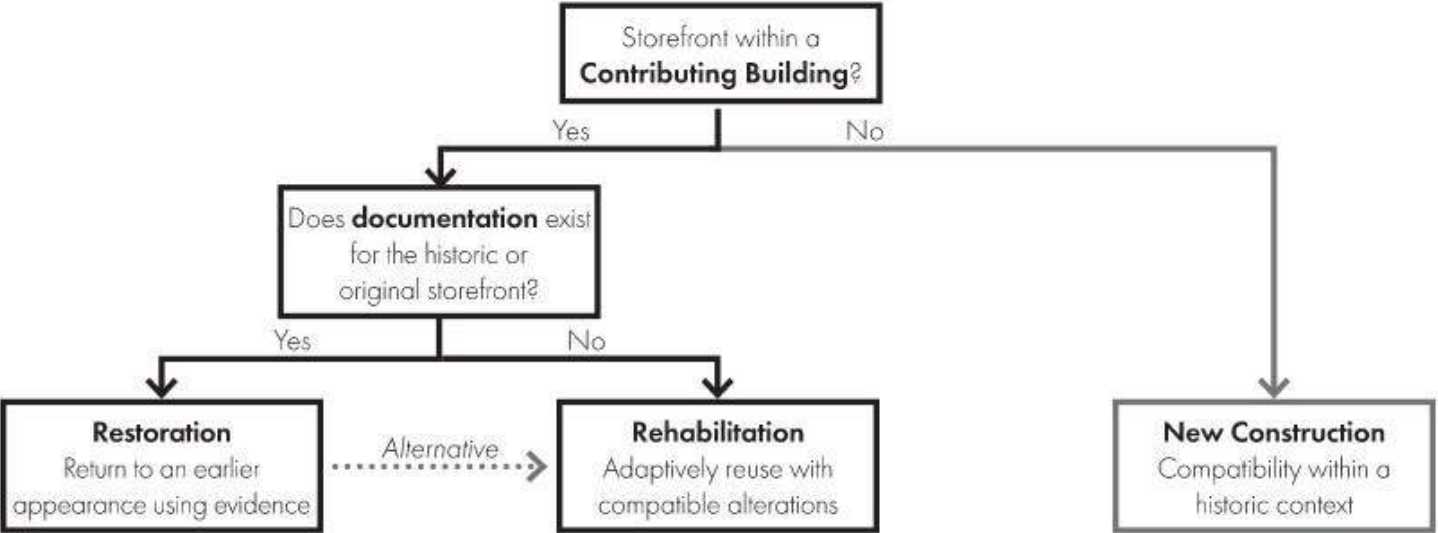 Storefront within a
Contributing Building?
Yes
No
Does documentation exist
for the historic or
original storefront?
Yes
No
Restoration
Return to an earlier
appearance using evidence
Alternative
Rehabilitation
Adaptively reuse with
compatible alterations
New Construction
Compatibility within a
historic context